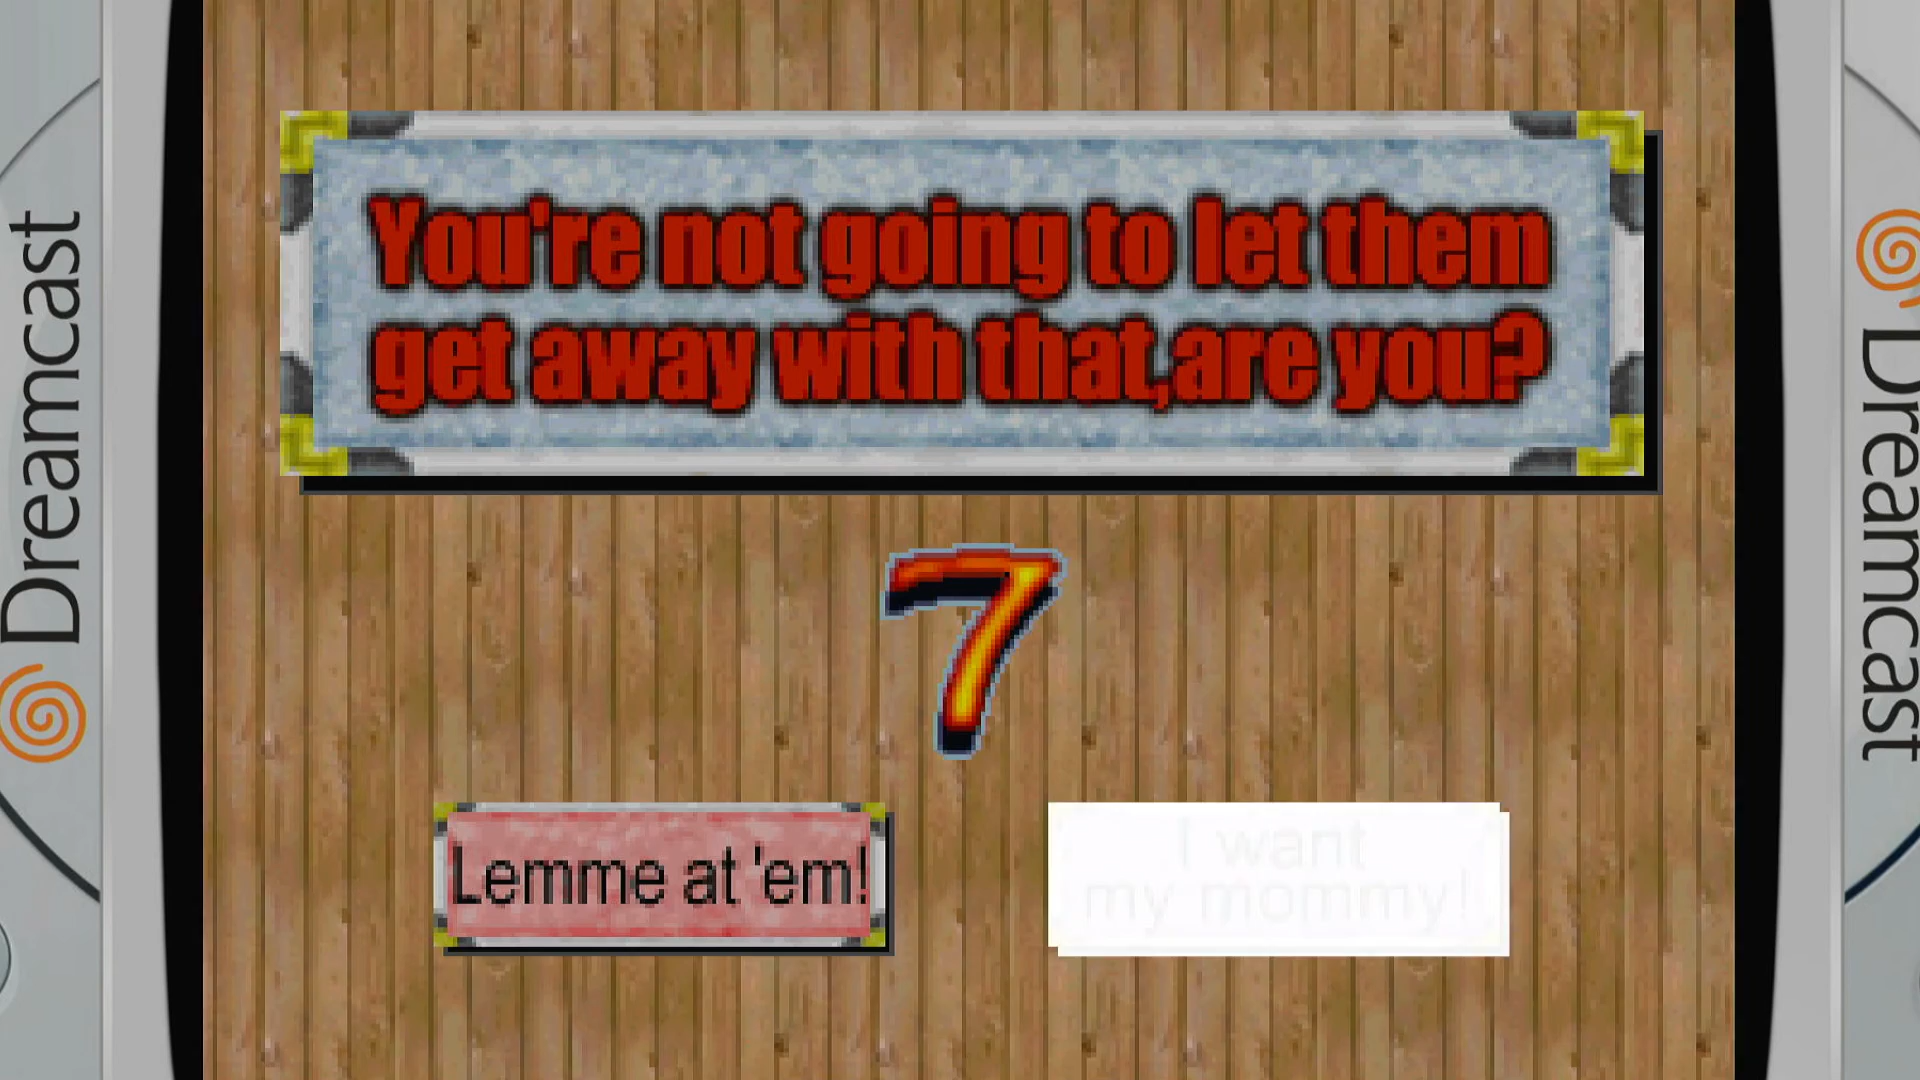 Dreamcast
You're not going to let them
get away with that,are you?
7
Lemme at 'em!
I want
my mommy!
Dreamcast